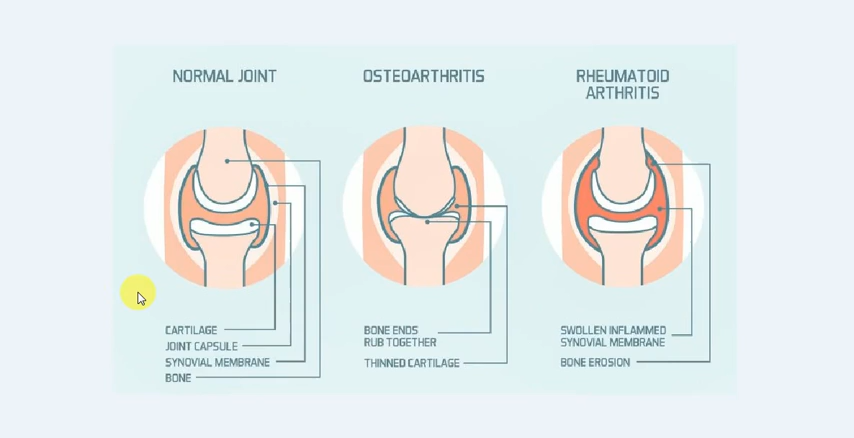 NORMAL JOINT
OSTEOARTHRITIS
RHEUMATOID
ARTHRITIS
CARTILAGE
JOINT CAPSULE
SYNOVIAL MEMBRANE
BONE
BONE ENDS
RUB TOGETHER
THINNED CARTILAGE
SWOLLEN INFLAMMED
SYNOVIAL MEMBRANE
BONE EROSION